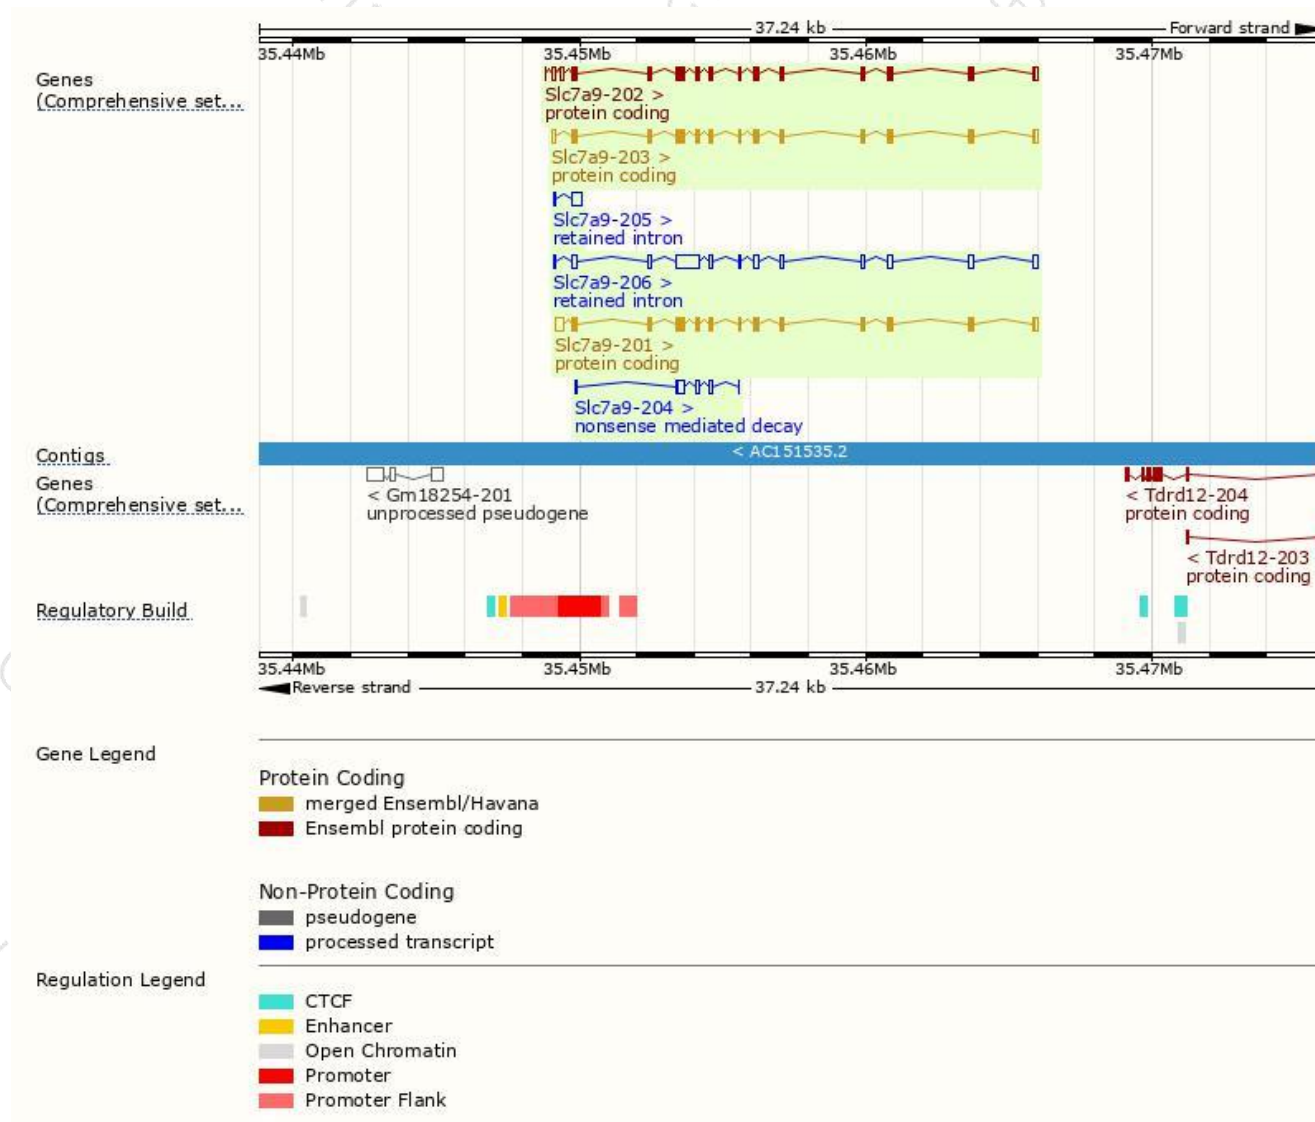 37.24 kb
Forward strand
35.44Mb 35.45Mb 35.46Mb 35.47Mb
Genes
(Comprehensive set...
Slc7a9-202 >
protein coding
Slc7a9-203 >
protein coding
Slc7a9-205 >
retained intron
Slc7a9-206 >
retained intron
Slc7a9-201 >
protein coding
Slc7a9-204 >
nonsense mediated decay
Contigs
< AC151535.2
Genes
(Comprehensive set...
< Gm18254-201
unprocessed pseudogene
< Tdrd12-204
protein coding
< Tdrd12-203
protein coding
Regulatory Build
35.44Mb 35.45Mb 35.46Mb 35.47Mb
Reverse strand
37.24 kb
Gene Legend
Protein Coding
merged Ensembl/Havana
Ensembl protein coding
Non-Protein Coding
pseudogene
processed transcript
Regulation Legend
CTCF
Enhancer
Open Chromatin
Promoter
Promoter Flank